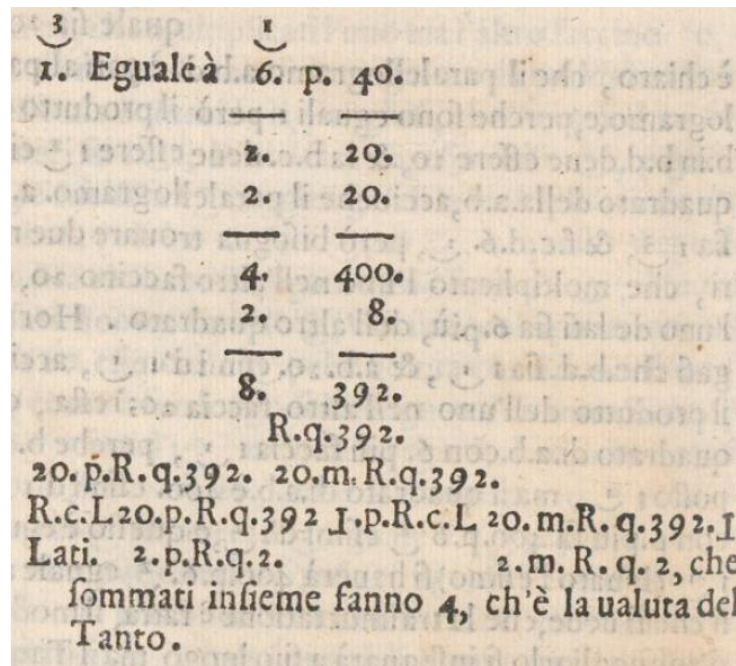 3 1
1. Eguale à 6. p. 40.
2. 20.
2. 20.
4. 400.
2. 8.
8. 392.
R.q.392.
20.p.R.q.392. 20.m.R.q.392.
R.c.L20.p.R.q.392 ⅃.p.R.c.L 20.m.R.q.392.⅃
Lati. 2.p.R.q.2. 2.m.R.q.2, che
sommati insieme fanno 4, ch'è la ualuta del
Tanto.